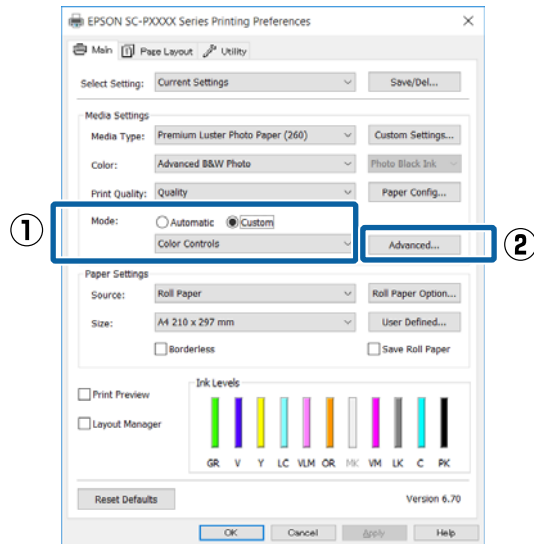 EPSON SC-PXXXX Series Printing Preferences
Main Page Layout Utility
Select Setting: Current Settings Save/Del...
Media Settings
Media Type: Premium Luster Photo Paper (260) Custom Settings...
Color: Advanced B&W Photo Photo Black Ink
Print Quality: Quality Paper Config...
① Mode: Automatic Custom
Color Controls Advanced... ②
Paper Settings
Source: Roll Paper Roll Paper Option...
Size: A4 210 x 297 mm User Defined...
Borderless Save Roll Paper
Print Preview
Layout Manager
Ink Levels
GR V Y LC VLM OR MK VM LK C PK
Reset Defaults Version 6.70
OK Cancel Apply Help